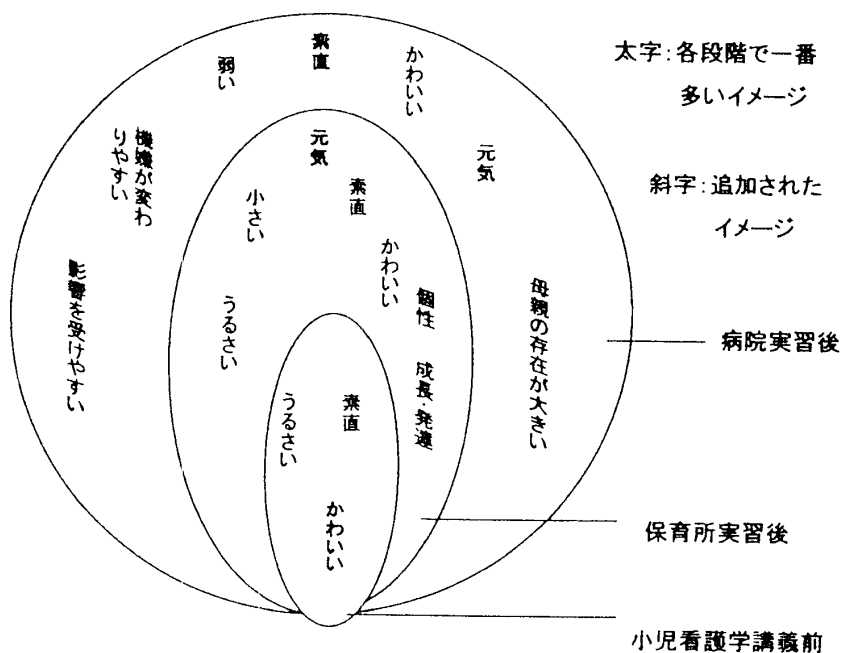 太字:各段階で一番
多いイメージ
斜字:追加された
イメージ
病院実習後
保育所実習後
小児看護学講義前
かわいい
素直
弱い
元気
機嫌が変わ
りやすい
母親の存在が大きい
影響を受けやすい
元気
素直
小さい
かわいい
個性 成長・発達
うるさい
素直
うるさい
かわいい